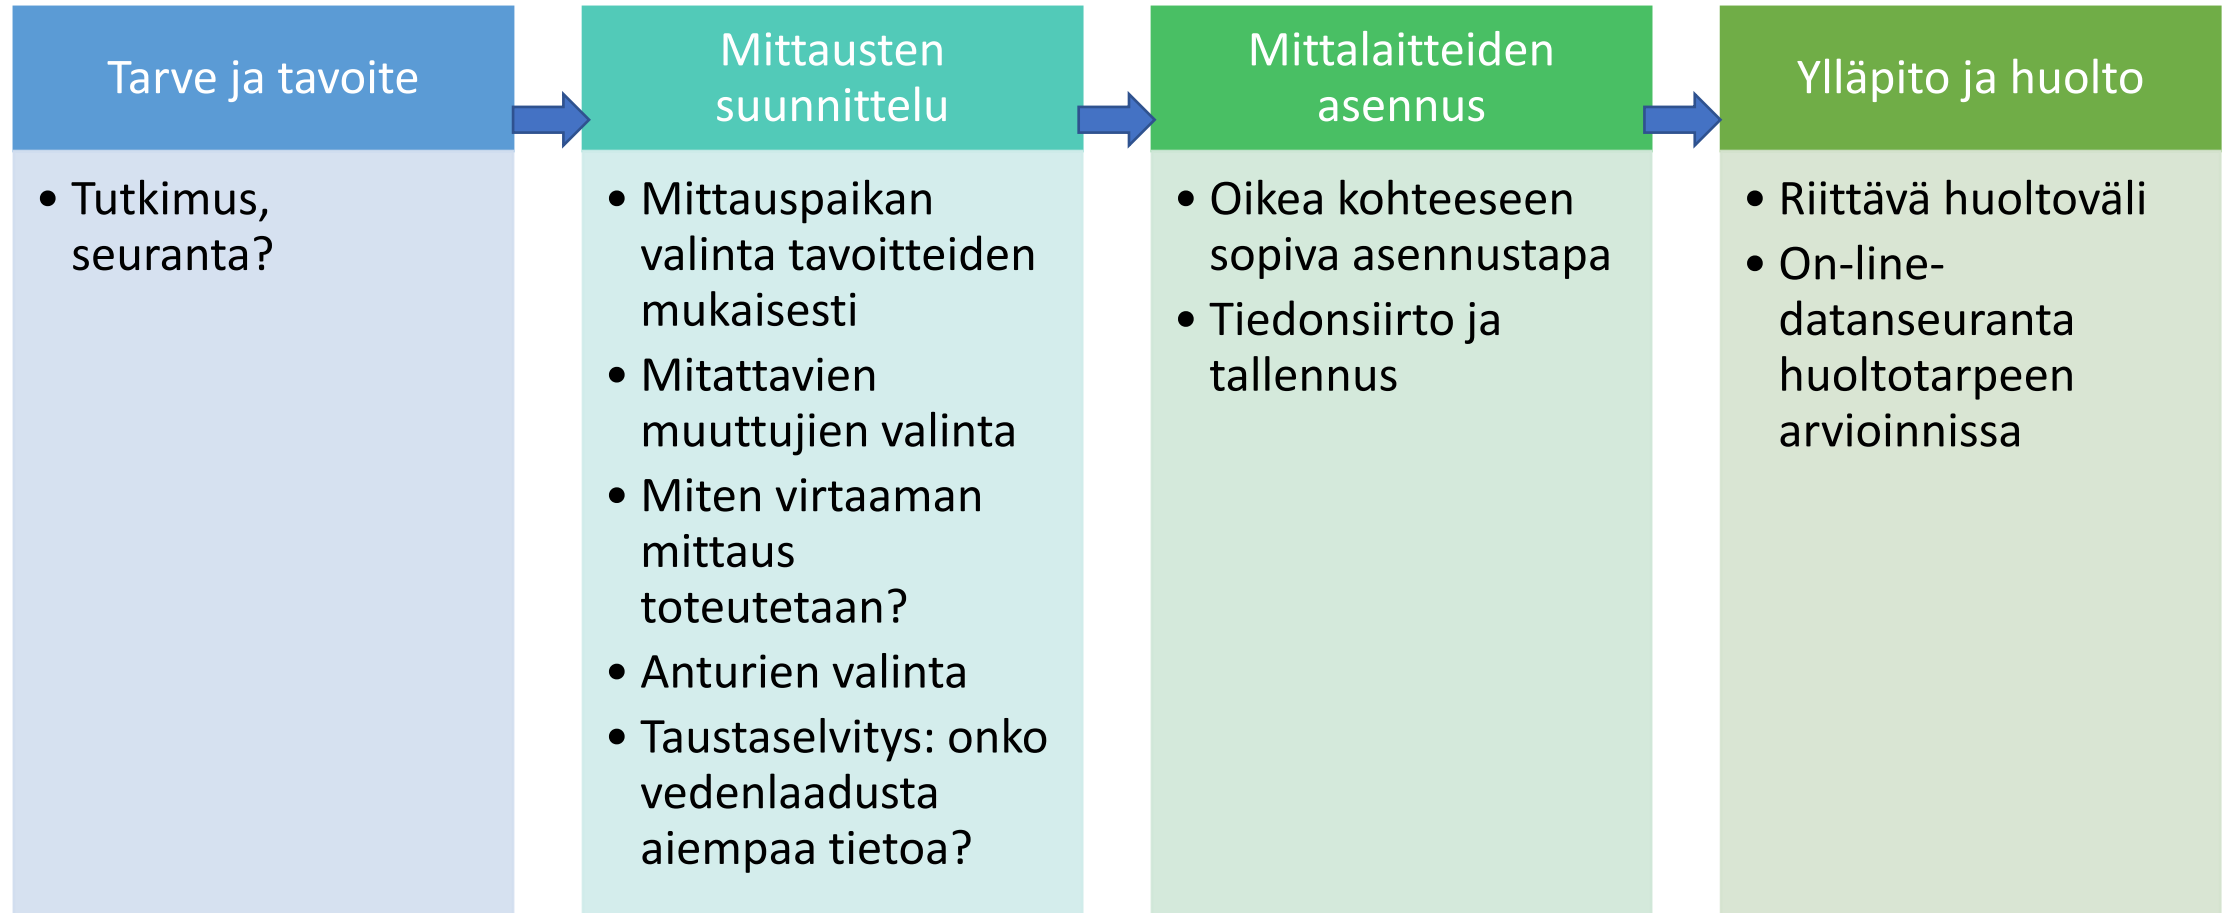 Tarve ja tavoite
• Tutkimus,
seuranta?
Mittausten
suunnittelu
• Mittauspaikan
valinta tavoitteiden
mukaisesti
• Mitattavien
muuttujien valinta
• Miten virtaaman
mittaus
toteutetaan?
• Anturien valinta
• Taustaselvitys: onko
vedenlaadusta
aiempaa tietoa?
Mittalaitteiden
asennus
• Oikea kohteeseen
sopiva asennustapa
• Tiedonsiirto ja
tallennus
Ylläpito ja huolto
• Riittävä huoltoväli
• On-line-
datanseuranta
huoltotarpeen
arvioinnissa